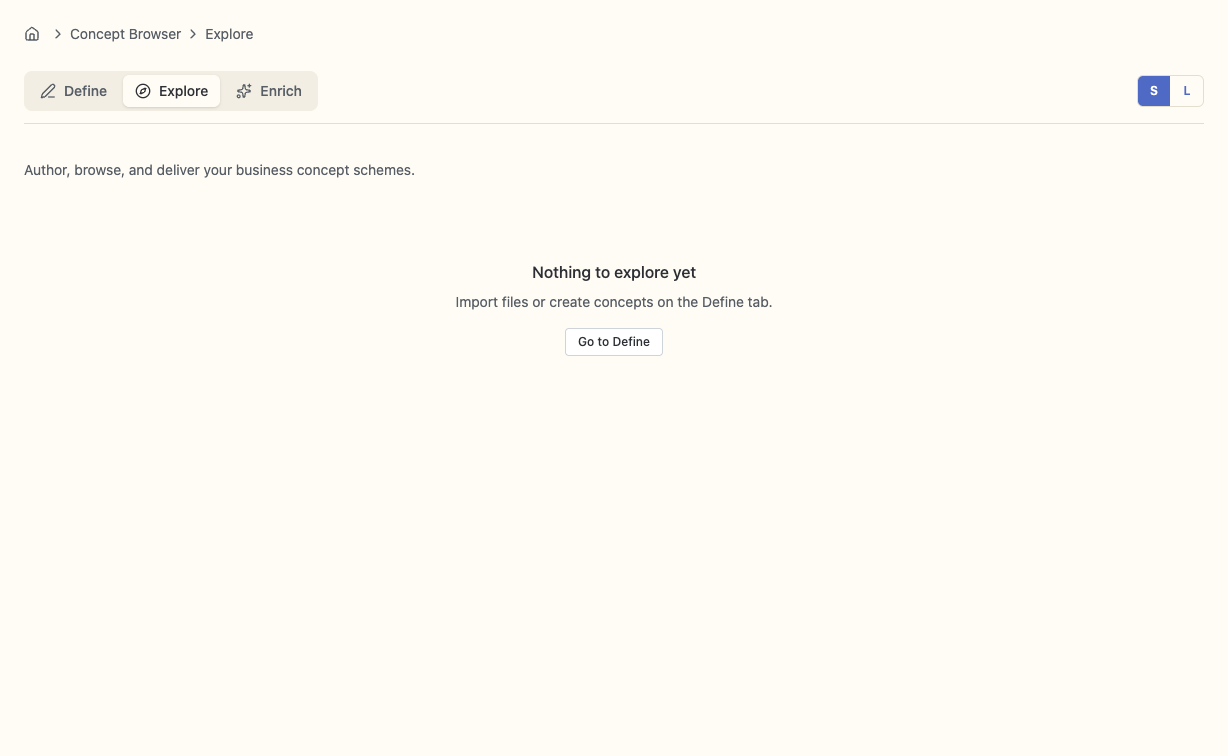 Concept Browser Explore
Define Explore Enrich S L
Author, browse, and deliver your business concept schemes.
Nothing to explore yet
Import files or create concepts on the Define tab.
Go to Define